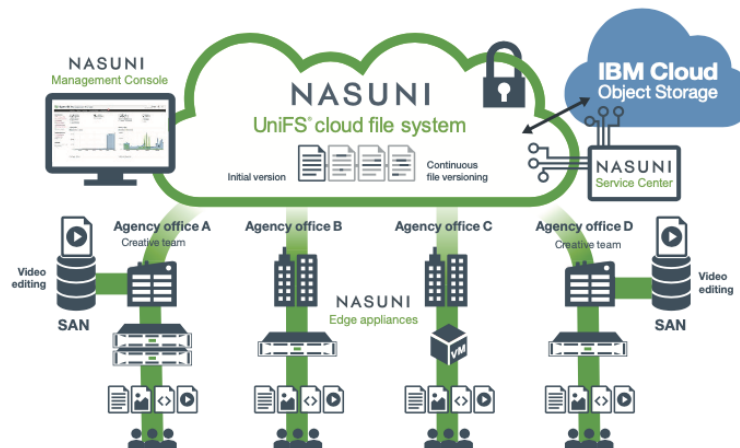 NASUNI
Management Console
NASUNI
UniFS® cloud file system
Initial version
Continuous
file versioning
IBM Cloud
Object Storage
NASUNI
Service Center
Agency office A
Creative team
Agency office B
Agency office C
Agency office D
Creative team
Video
editing
SAN
NASUNI
Edge appliances
VM
Video
editing
SAN